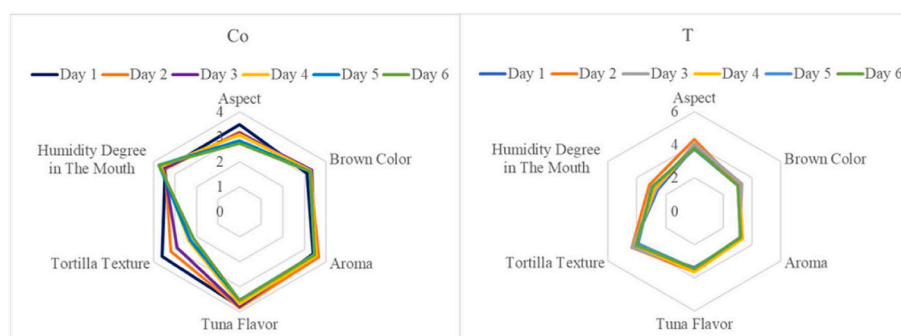 Co
Day 1 Day 2 Day 3 Day 4 Day 5 Day 6
Aspect
4
3
2
1
0
Humidity Degree
in The Mouth
Brown Color
Tortilla Texture
Aroma
Tuna Flavor
T
Day 1 Day 2 Day 3 Day 4 Day 5 Day 6
Aspect
6
4
2
0
Humidity Degree
in The Mouth
Brown Color
Tortilla Texture
Aroma
Tuna Flavor